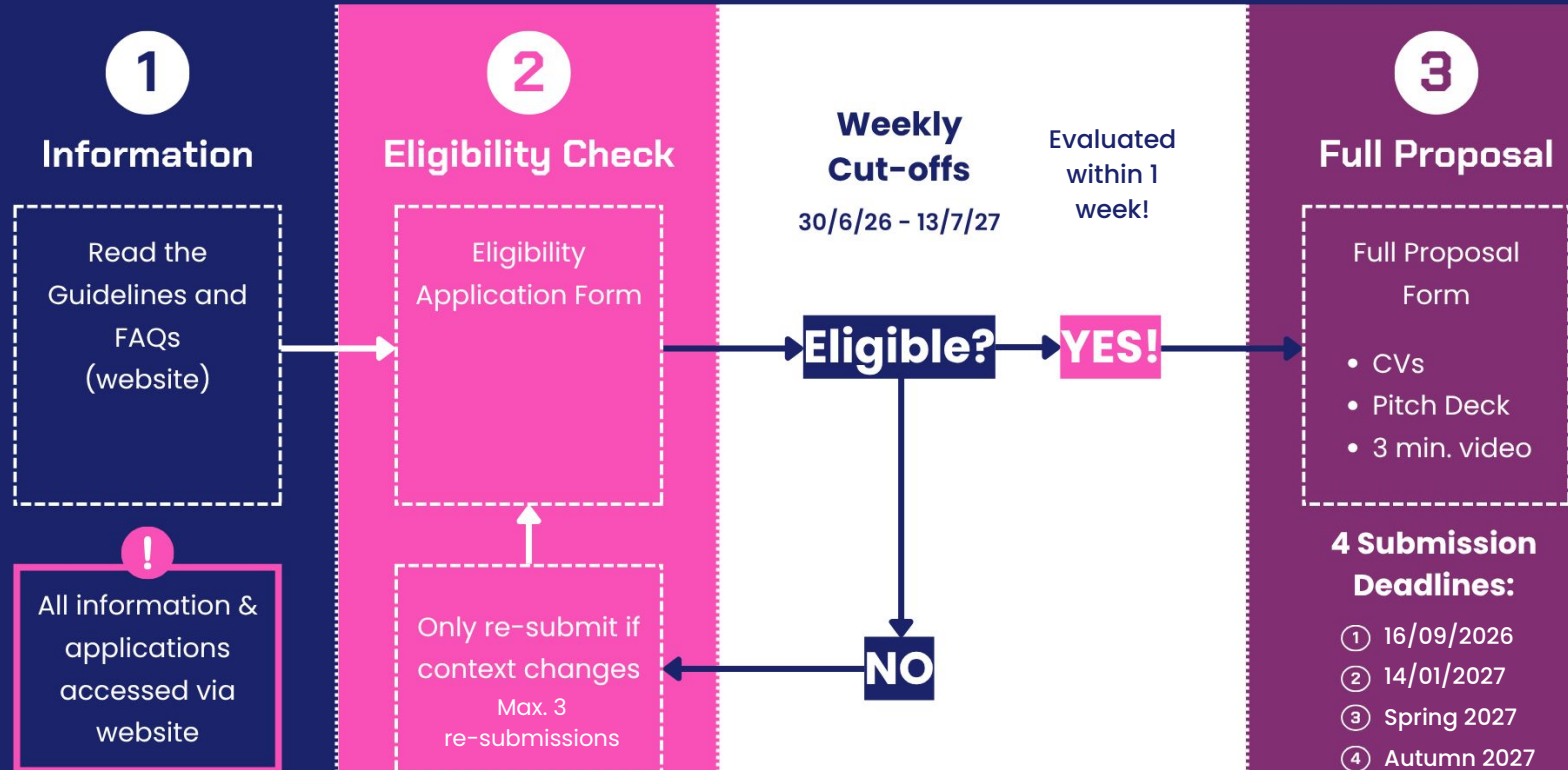 1
Information
Read the
Guidelines and
FAQs
(website)
!
All information &
applications
accessed via
website
2
Eligibility Check
Eligibility
Application Form
Only re-submit if
context changes
Max. 3
re-submissions
Weekly
Cut-offs
30/6/26 - 13/7/27
Evaluated
within 1
week!
Eligible?
YES!
NO
3
Full Proposal
Full Proposal
Form
• CVs
• Pitch Deck
• 3 min. video
4 Submission
Deadlines:
1 16/09/2026
2 14/01/2027
3 Spring 2027
4 Autumn 2027